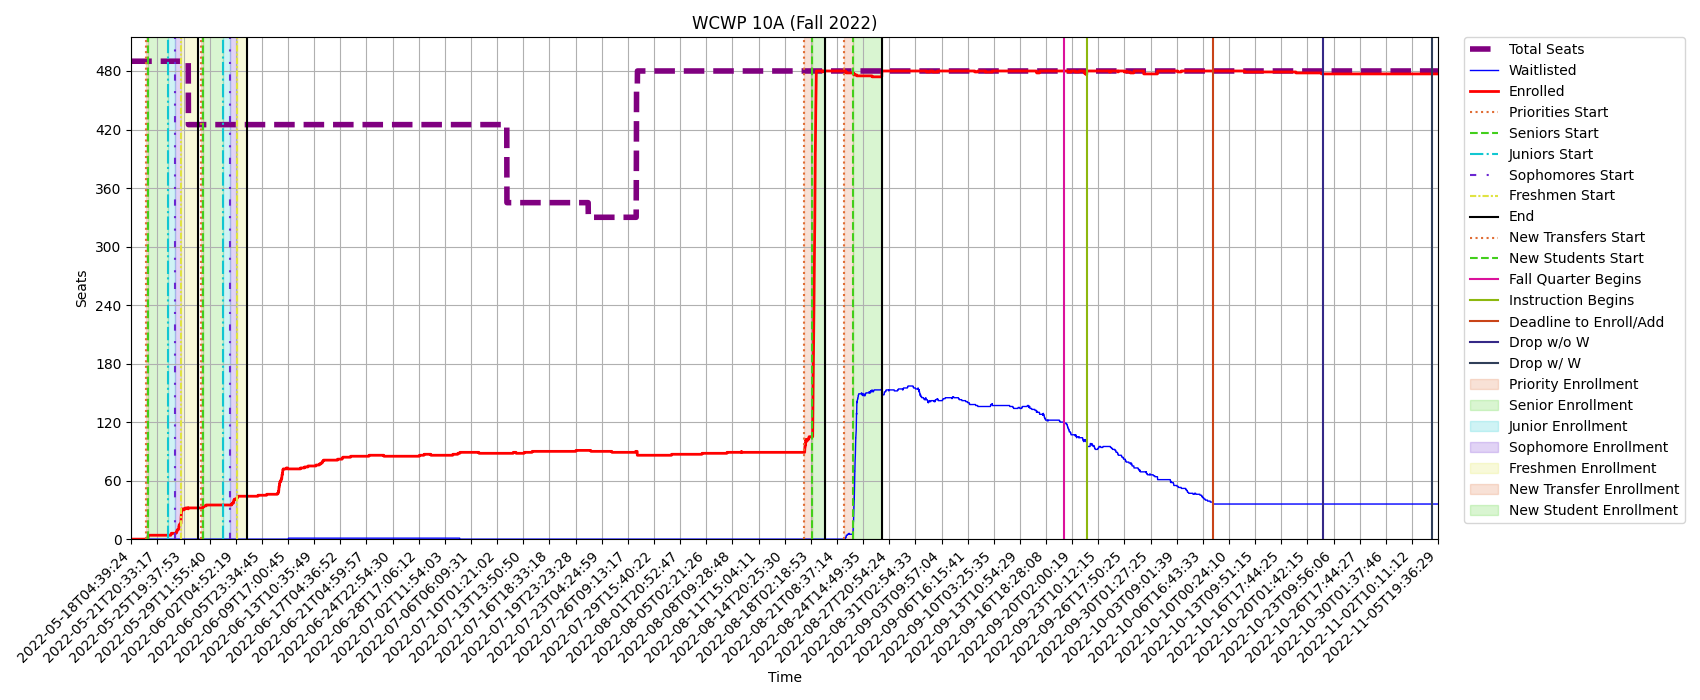 WCWP 10A (Fall 2022)
Seats
480
420
360
300
240
180
120
60
0
2022-05-18T04:39:24
2022-05-21T20:33:17
2022-05-25T19:37:53
2022-05-29T11:55:40
2022-06-02T04:52:19
2022-06-05T23:34:45
2022-06-09T17:00:45
2022-06-13T10:35:49
2022-06-17T04:36:52
2022-06-21T04:59:57
2022-06-24T22:54:30
2022-06-28T17:06:12
2022-07-02T11:54:03
2022-07-06T06:09:31
2022-07-10T01:21:02
2022-07-13T13:50:50
2022-07-16T18:33:18
2022-07-19T23:23:28
2022-07-23T04:24:59
2022-07-26T09:13:17
2022-07-29T15:40:22
2022-08-01T20:52:47
2022-08-05T02:21:26
2022-08-08T09:28:48
2022-08-11T15:04:11
2022-08-14T20:25:30
2022-08-18T02:18:53
2022-08-21T08:37:14
2022-08-24T14:49:35
2022-08-27T20:54:24
2022-08-31T02:54:33
2022-09-03T09:57:04
2022-09-06T16:15:41
2022-09-10T03:25:35
2022-09-13T10:54:29
2022-09-16T18:28:08
2022-09-20T02:00:19
2022-09-23T10:12:15
2022-09-26T17:50:25
2022-09-30T01:27:25
2022-10-03T09:01:39
2022-10-06T16:43:33
2022-10-10T00:24:10
2022-10-13T09:51:15
2022-10-16T17:44:25
2022-10-20T01:42:15
2022-10-23T09:56:06
2022-10-26T17:44:27
2022-10-30T01:37:46
2022-11-02T10:11:12
2022-11-05T19:36:29
Time
Total Seats
Waitlisted
Enrolled
Priorities Start
Seniors Start
Juniors Start
Sophomores Start
Freshmen Start
End
New Transfers Start
New Students Start
Fall Quarter Begins
Instruction Begins
Deadline to Enroll/Add
Drop w/o W
Drop w/ W
Priority Enrollment
Senior Enrollment
Junior Enrollment
Sophomore Enrollment
Freshmen Enrollment
New Transfer Enrollment
New Student Enrollment